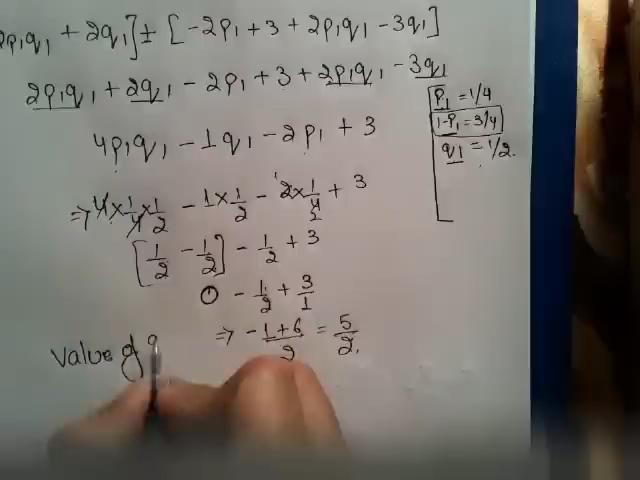 2p₁q₁ + 2q₁] ± [-2p₁ + 3 + 2p₁q₁ - 3q₁]
2p₁q₁ + 2q₁ - 2p₁ + 3 + 2p₁q₁ - 3q₁
4p₁q₁ - 1q₁ - 2p₁ + 3
P₁ = 1/4
1-P₁ = 3/4
q₁ = 1/2.
⇒ 4 × 1/4 × 1/2 - 1 × 1/2 - 2 × 1/4 + 3
[1/2 - 1/2] - 1/2 + 3
0 - 1/2 + 3/1
⇒ (-1+6)/2 = 5/2.
Value of